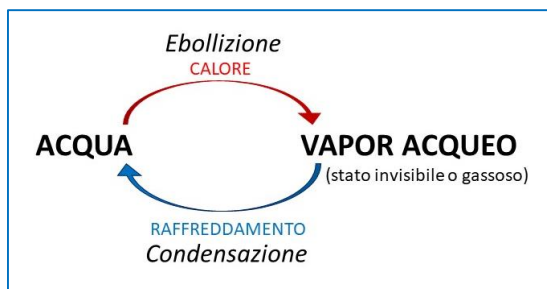 Ebollizione
CALORE
ACQUA
VAPOR ACQUEO
(stato invisibile o gassoso)
RAFFREDDAMENTO
Condensazione